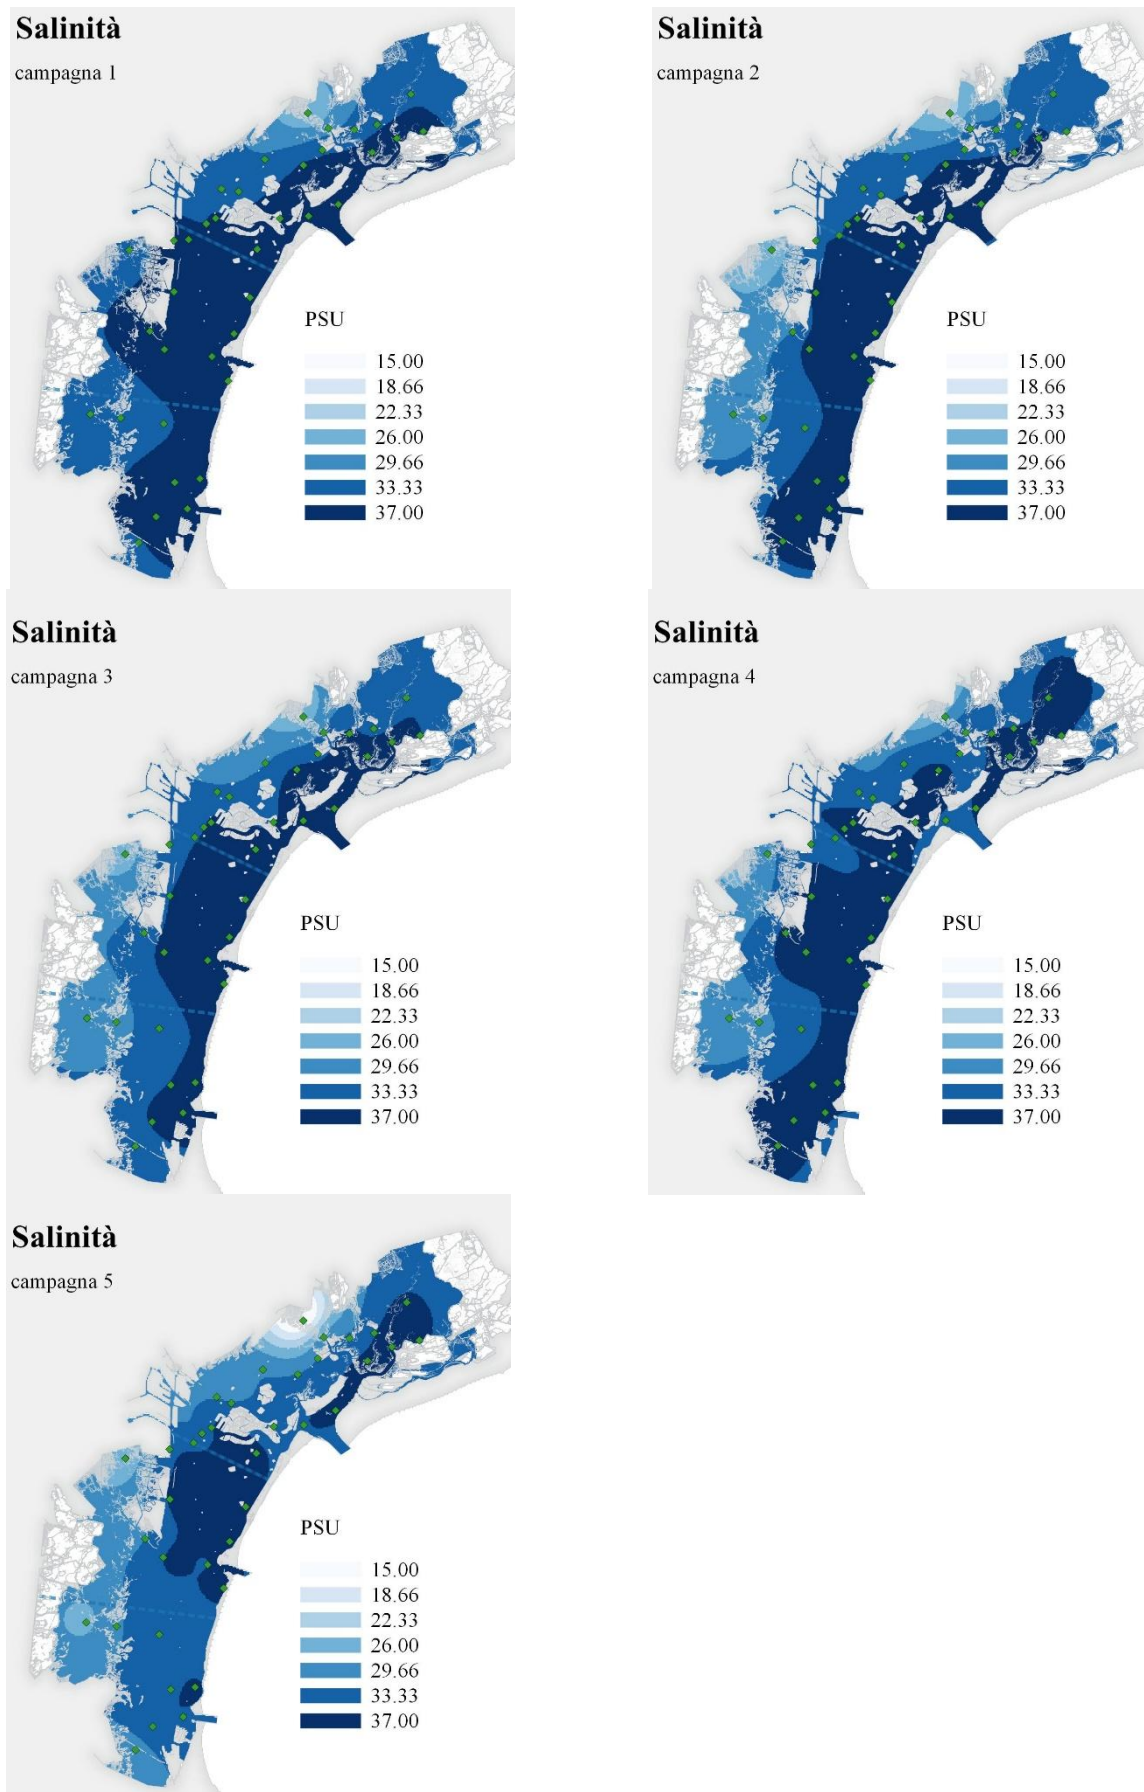 Salinità
campagna 1
PSU
15.00
18.66
22.33
26.00
29.66
33.33
37.00
Salinità
campagna 2
PSU
15.00
18.66
22.33
26.00
29.66
33.33
37.00
Salinità
campagna 3
PSU
15.00
18.66
22.33
26.00
29.66
33.33
37.00
Salinità
campagna 4
PSU
15.00
18.66
22.33
26.00
29.66
33.33
37.00
Salinità
campagna 5
PSU
15.00
18.66
22.33
26.00
29.66
33.33
37.00